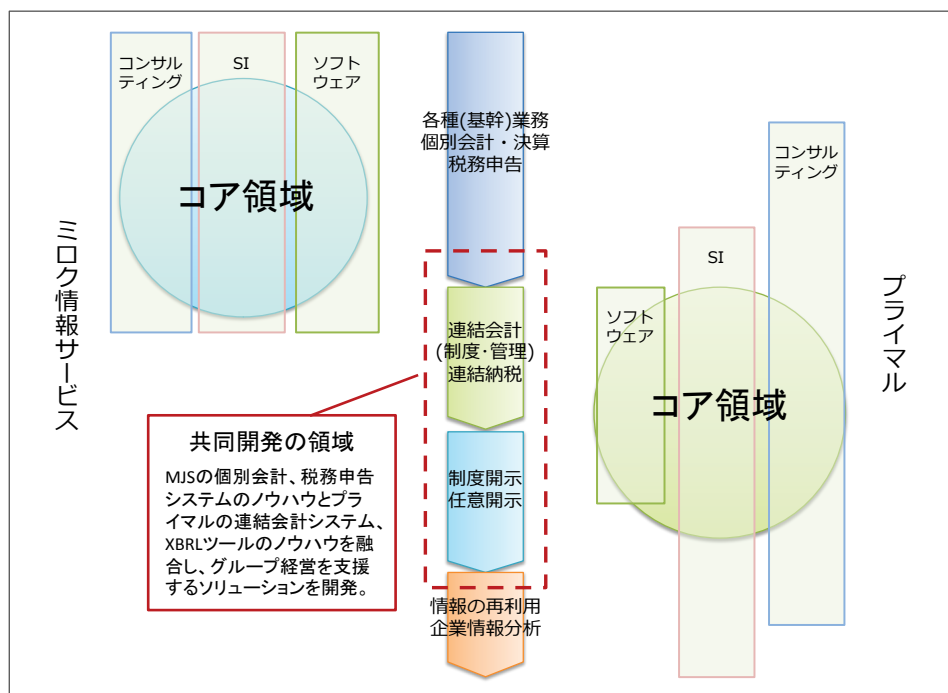 コンサル
ティング
SI
ソフト
ウェア
コア領域
ミロク情報サービス
各種(基幹)業務
個別会計・決算
税務申告
連結会計
(制度・管理)
連結納税
制度開示
任意開示
情報の再利用
企業情報分析
共同開発の領域
MJSの個別会計、税務申告
システムのノウハウとプラ
イマルの連結会計システム、
XBRLツールのノウハウを融
合し、グループ経営を支援
するソリューションを開発。
ソフト
ウェア
SI
コンサル
ティング
コア領域
プライマル